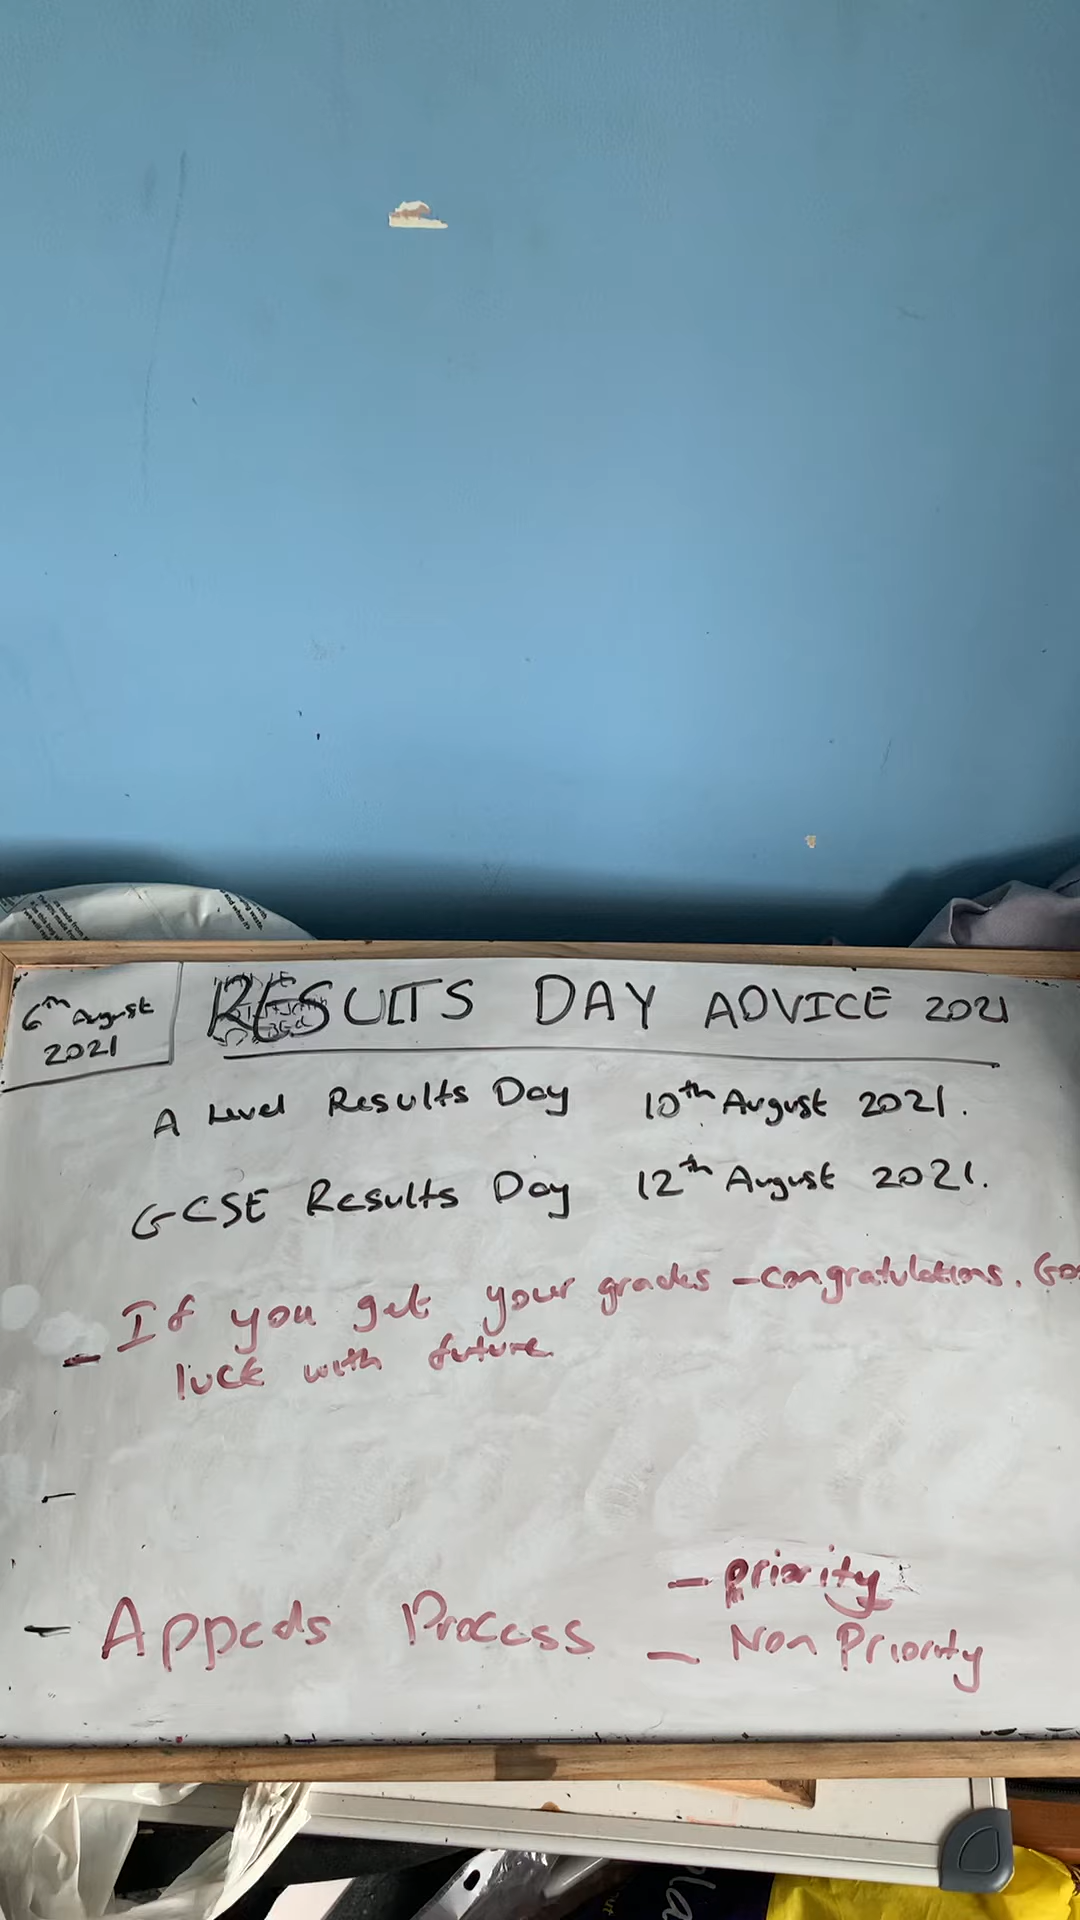 6th August
2021
RESULTS DAY ADVICE 2021
A Level Results Day 10th August 2021.
GCSE Results Day 12th August 2021.
- If you get your grades - congratulations. Goo
luck with future
-
- Appeals Process - priority
- Non Priority